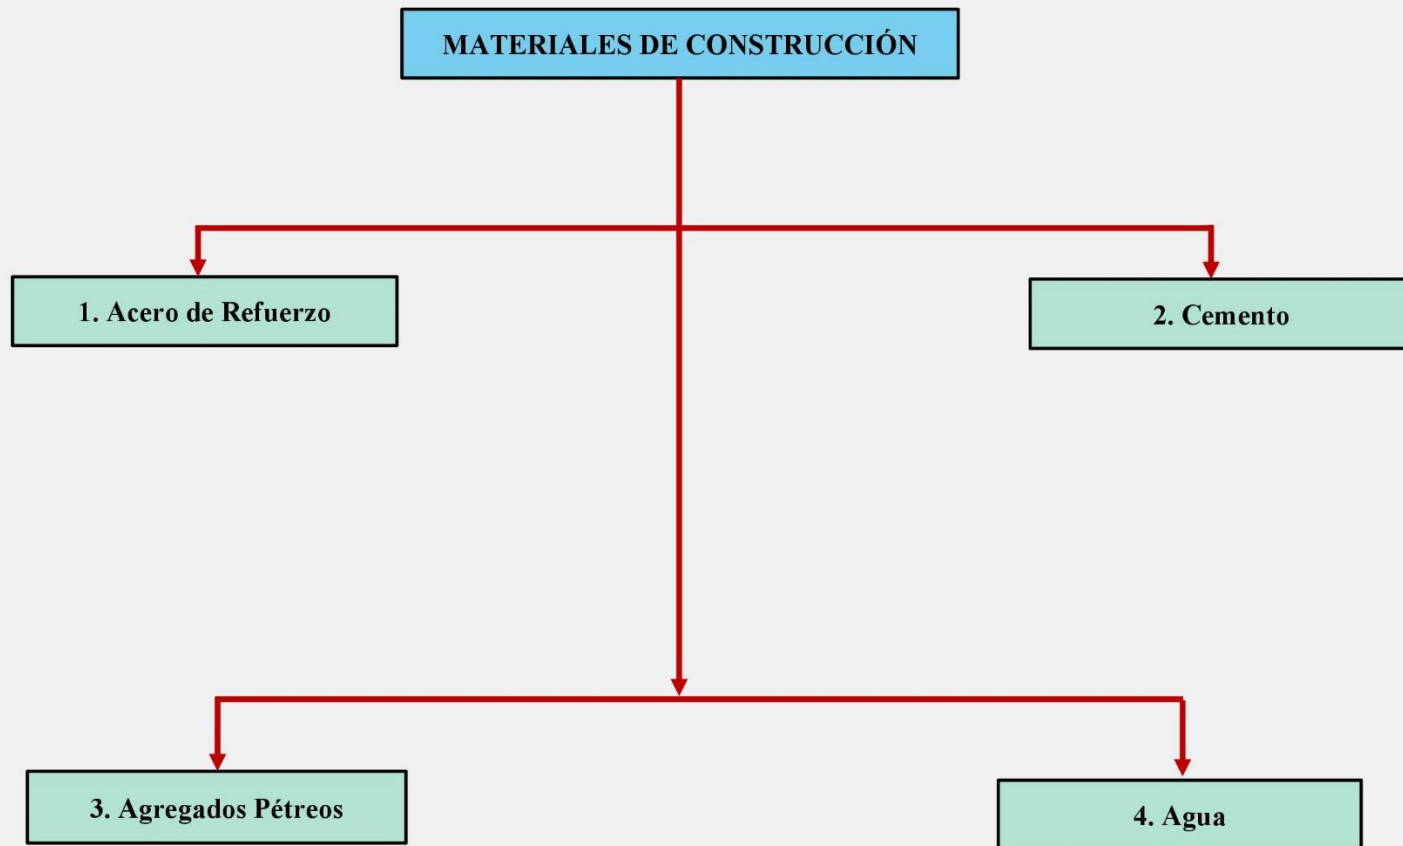 MATERIALES DE CONSTRUCCIÓN
1. Acero de Refuerzo
2. Cemento
3. Agregados Pétreos
4. Agua